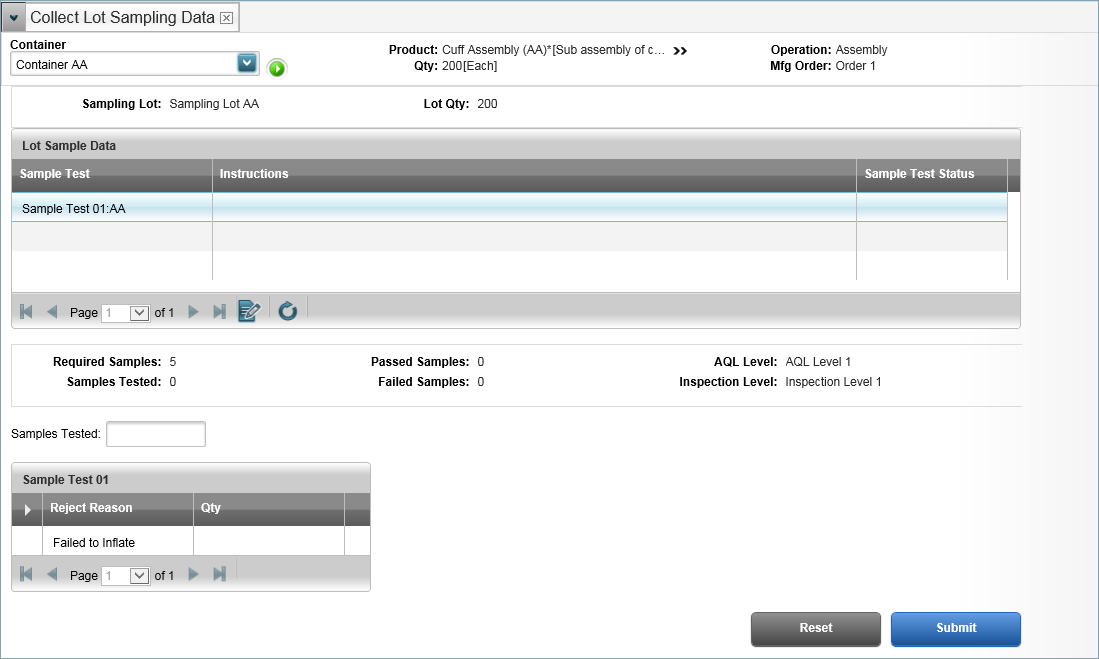 Collect Lot Sampling Data
Container
Container AA
Product: Cuff Assembly (AA)*[Sub assembly of c...
Qty: 200[Each]
Operation: Assembly
Mfg Order: Order 1
Sampling Lot: Sampling Lot AA
Lot Qty: 200
Lot Sample Data
Sample Test Instructions Sample Test Status
Sample Test 01:AA
Page 1 of 1
Required Samples: 5 Passed Samples: 0 AQL Level: AQL Level 1
Samples Tested: 0 Failed Samples: 0 Inspection Level: Inspection Level 1
Samples Tested:
Sample Test 01
Reject Reason Qty
Failed to Inflate
Page 1 of 1
Reset Submit